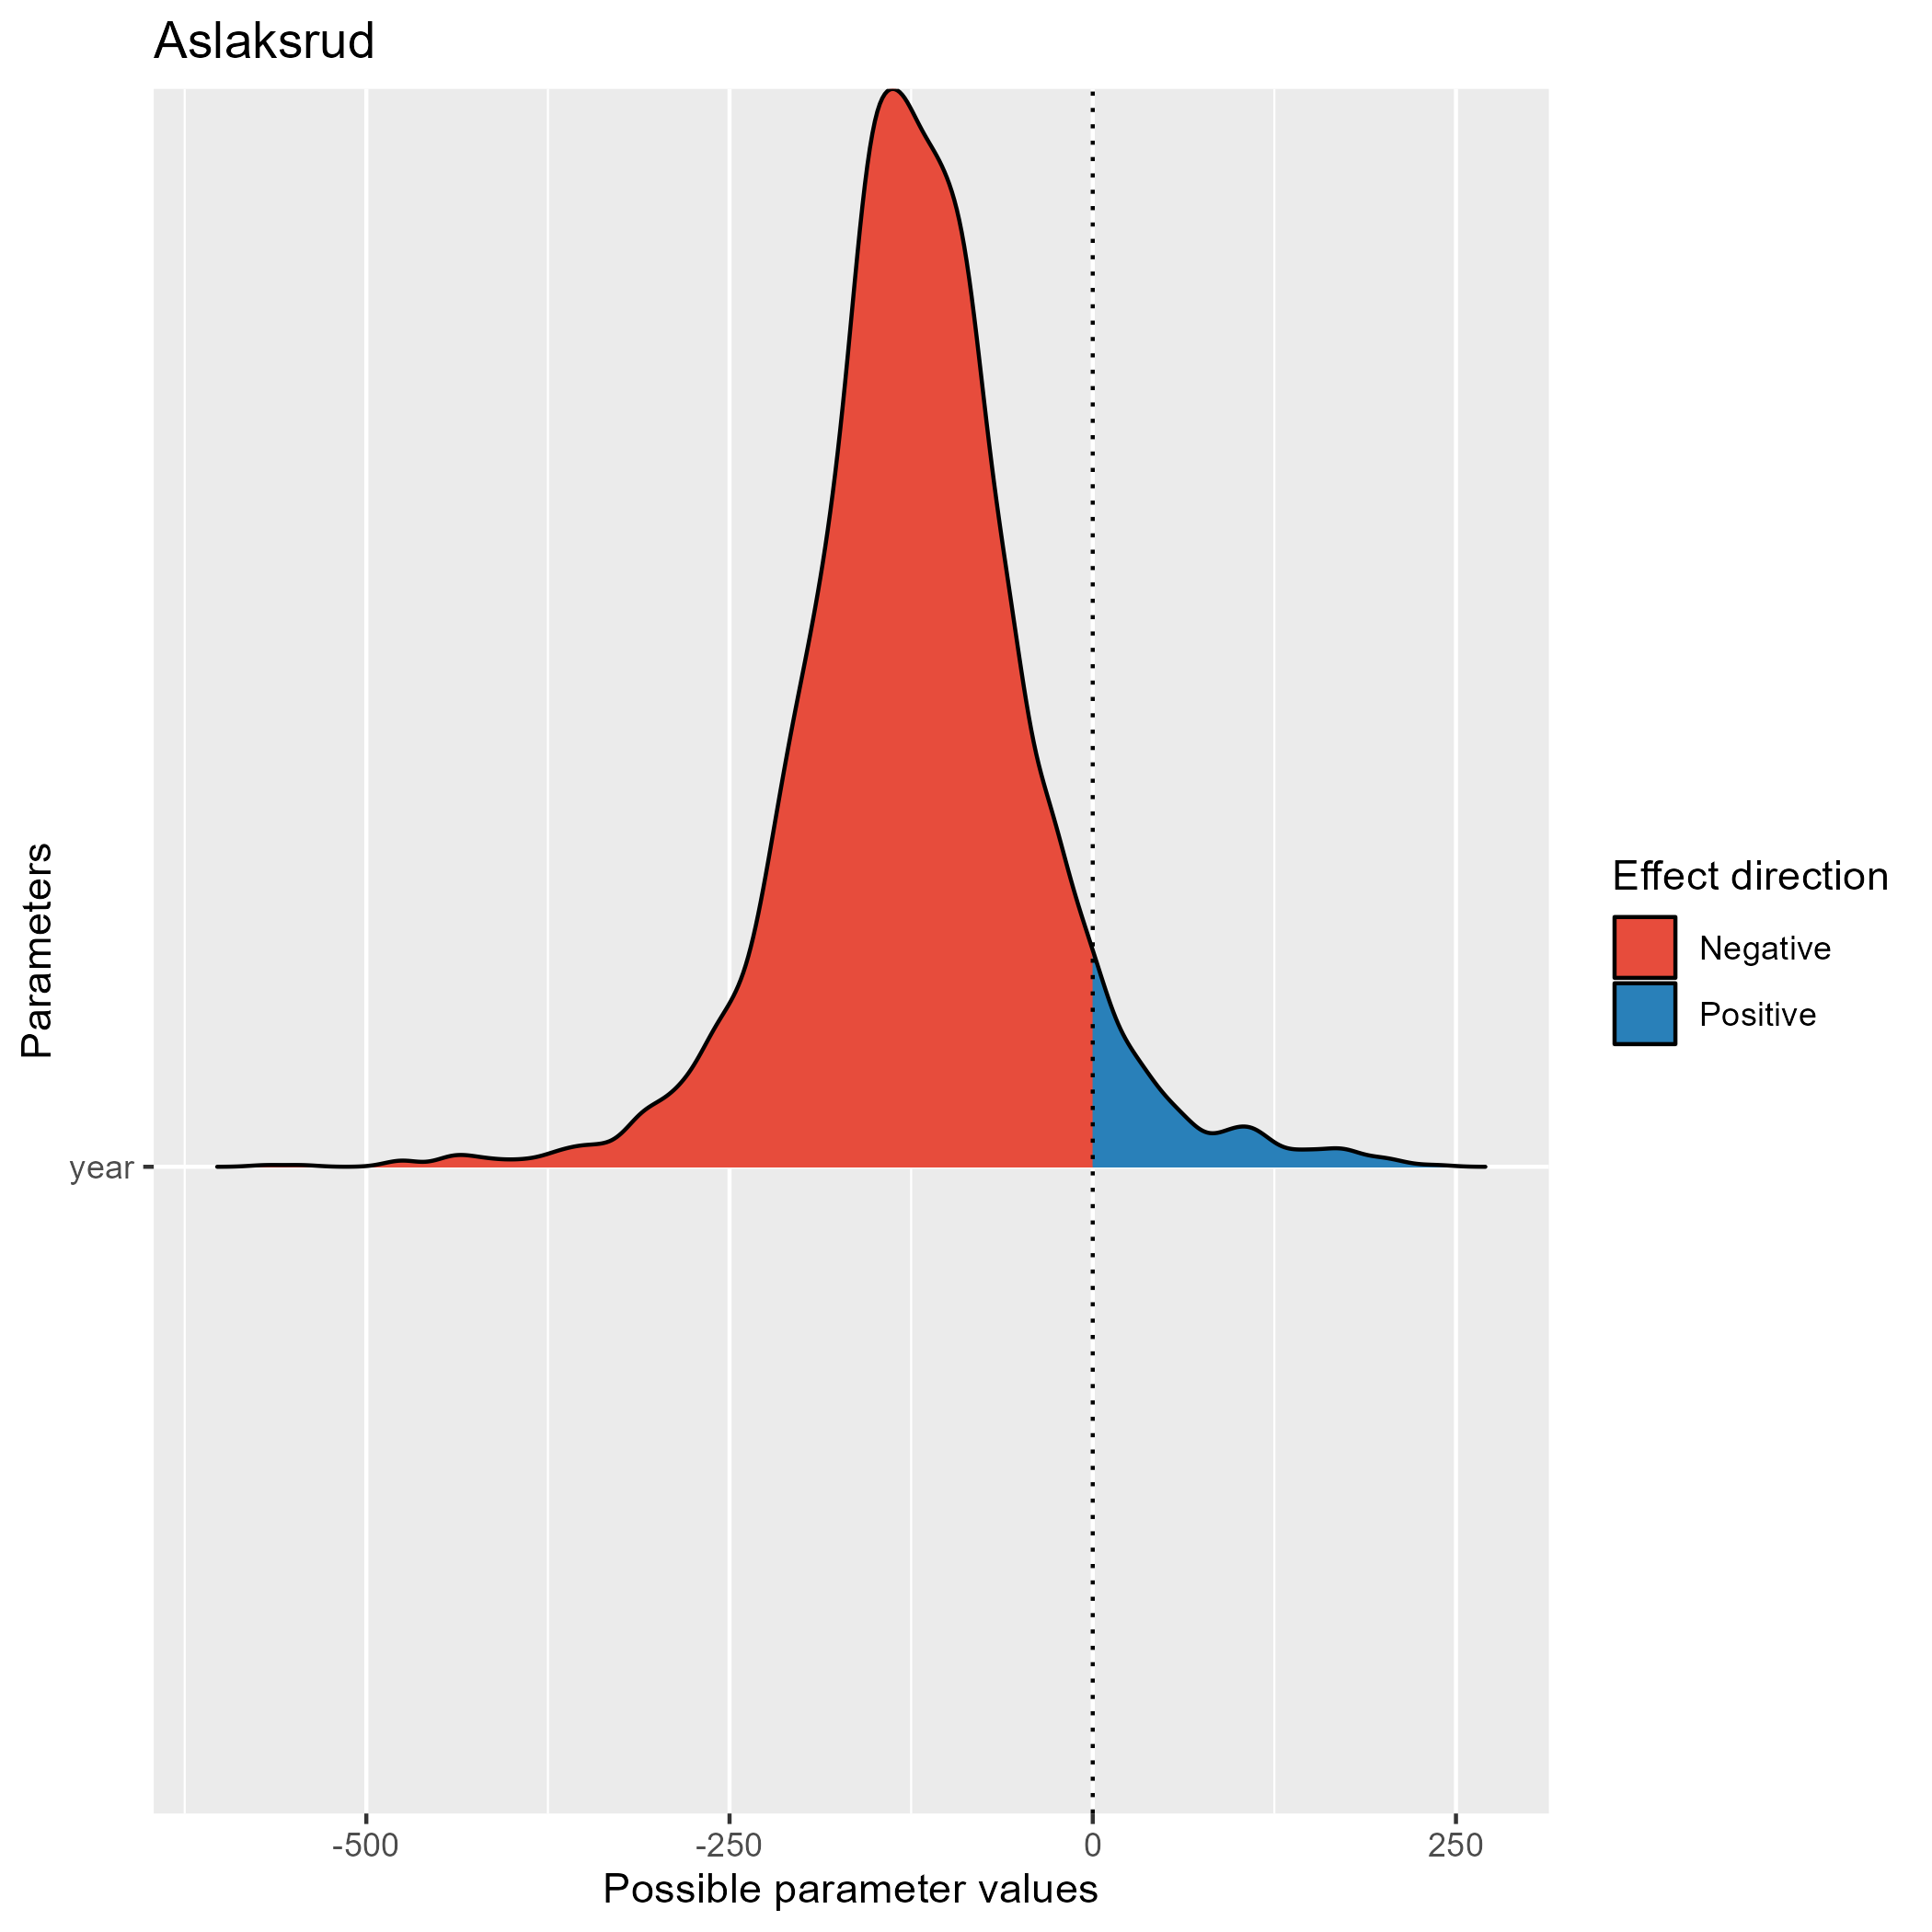 Aslaksrud
Parameters
year
-500
-250
0
250
Possible parameter values
Effect direction
Negative
Positive